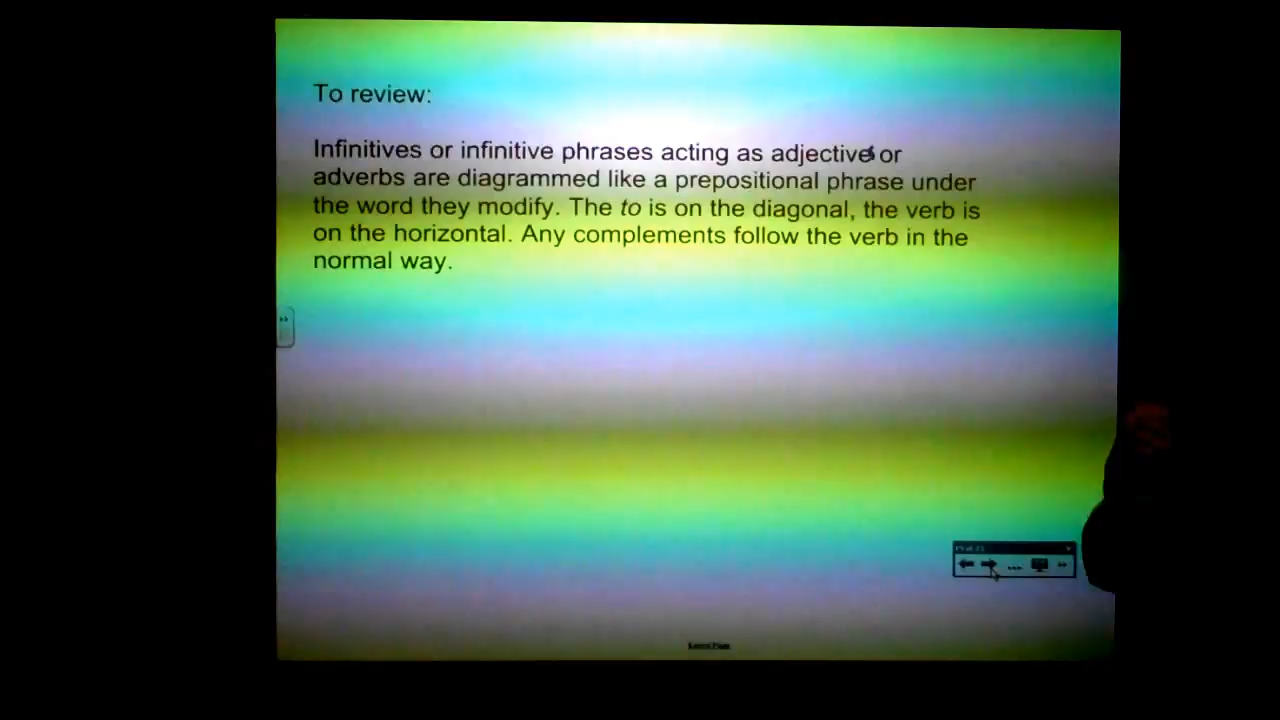 To review:
Infinitives or infinitive phrases acting as adjectives or
adverbs are diagrammed like a prepositional phrase under
the word they modify. The to is on the diagonal, the verb is
on the horizontal. Any complements follow the verb in the
normal way.